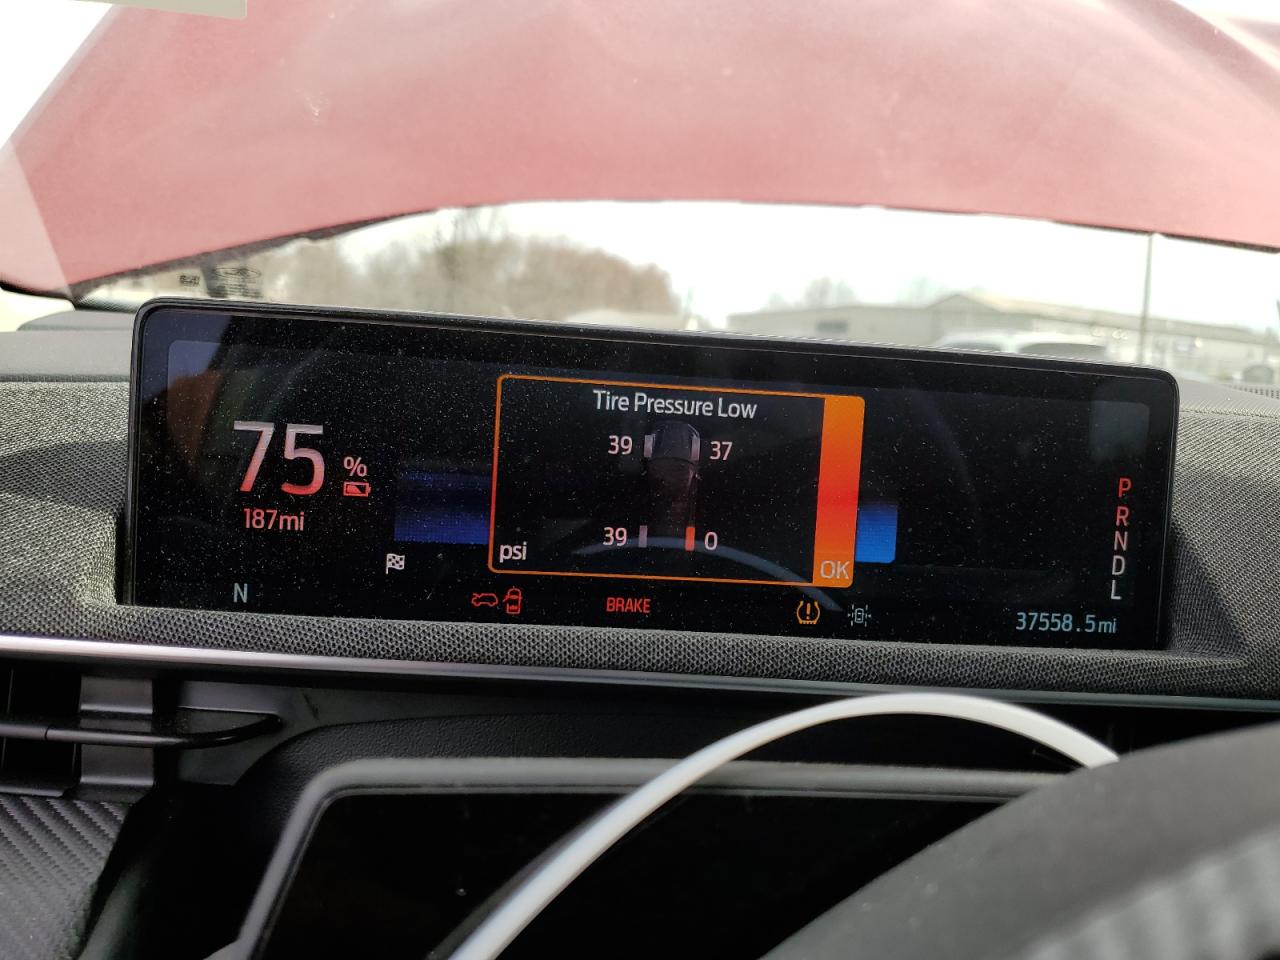 Tire Pressure Low
39 37
75 %
187mi
39 0
psi
OK
P
R
N
D
L
N
BRAKE
37558.5mi